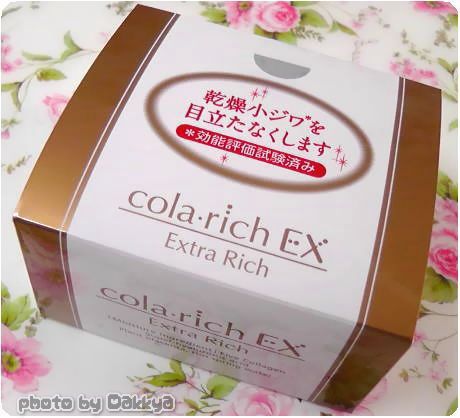 乾燥小ジワ*を
目立たなくします
*効能評価試験済み
cola·rich EX
Extra Rich
cola·rich EX
Extra Rich
photo by Dakkya